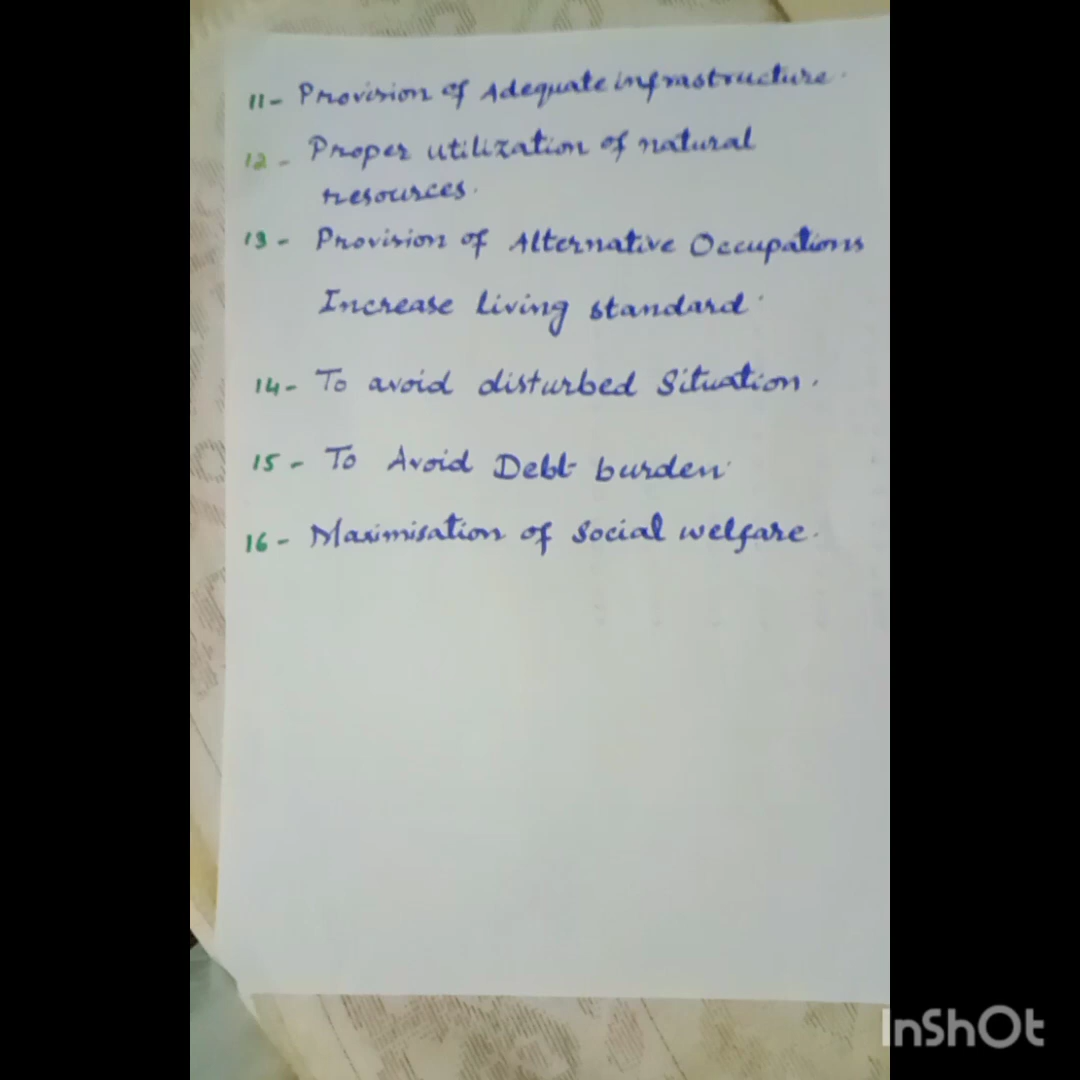 11- Provision of Adequate infrastructure.
12- Proper utilization of natural
resources.
13- Provision of Alternative Occupations
Increase living standard.
14- To avoid disturbed Situation.
15- To Avoid Debt burden.
16- Maximisation of Social welfare.
InShOt